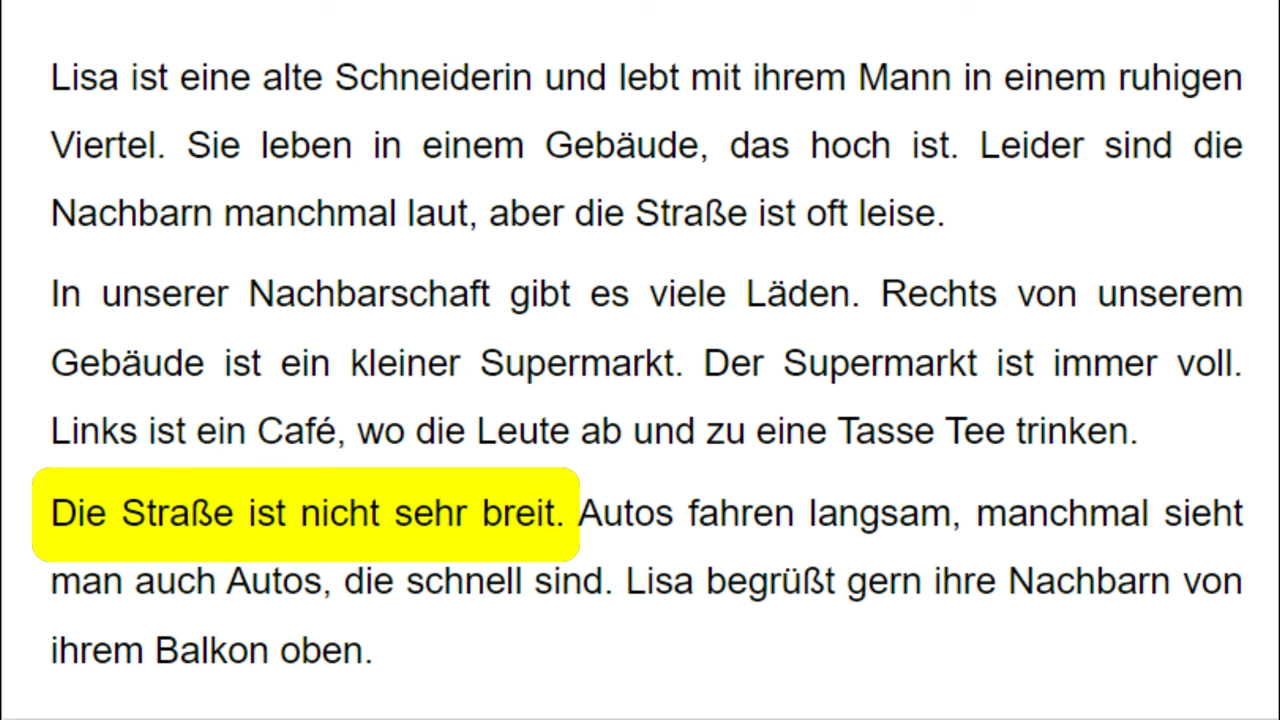 Lisa ist eine alte Schneiderin und lebt mit ihrem Mann in einem ruhigen
Viertel. Sie leben in einem Gebäude, das hoch ist. Leider sind die
Nachbarn manchmal laut, aber die Straße ist oft leise.
In unserer Nachbarschaft gibt es viele Läden. Rechts von unserem
Gebäude ist ein kleiner Supermarkt. Der Supermarkt ist immer voll.
Links ist ein Café, wo die Leute ab und zu eine Tasse Tee trinken.
Die Straße ist nicht sehr breit. Autos fahren langsam, manchmal sieht
man auch Autos, die schnell sind. Lisa begrüßt gern ihre Nachbarn von
ihrem Balkon oben.